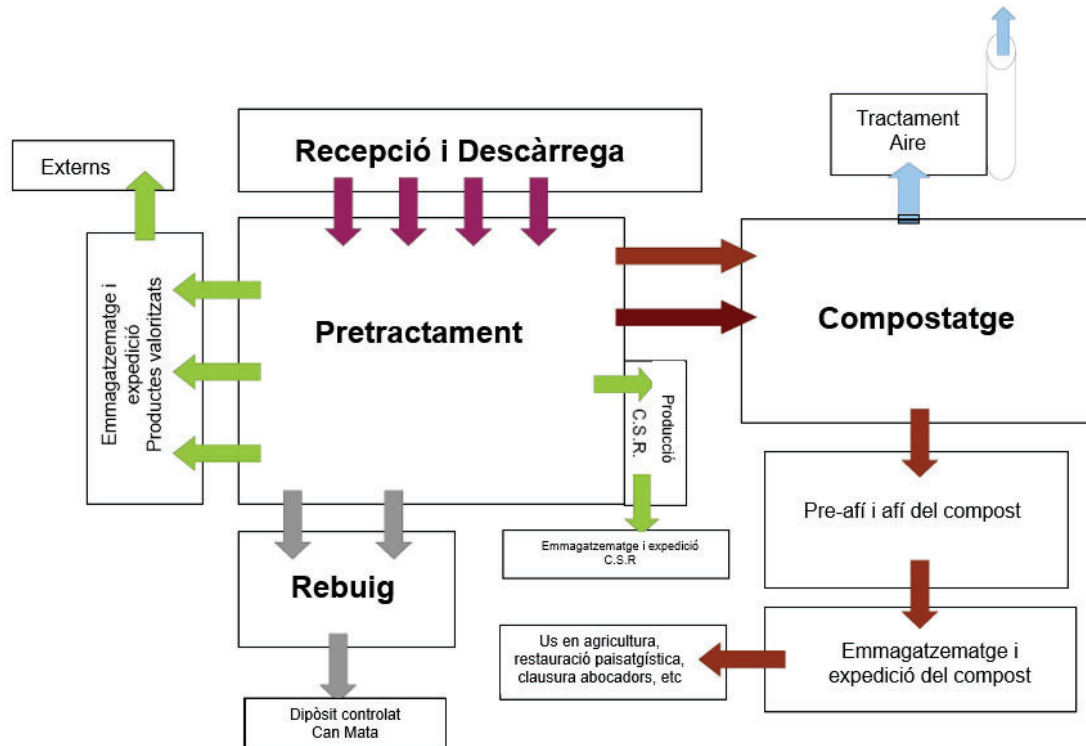 Tractament
Aire
Recepció i Descàrrega
Externs
Emmagatzematge i
expedició
Productes valoritzats
Pretractament
Compostatge
Producció
C.S.R.
Pre-afí i afí del compost
Emmagatzematge i expedició
C.S.R
Rebuig
Us en agricultura,
restauració paisatgística,
clausura abocadors, etc
Emmagatzematge i
expedició del compost
Dipòsit controlat
Can Mata